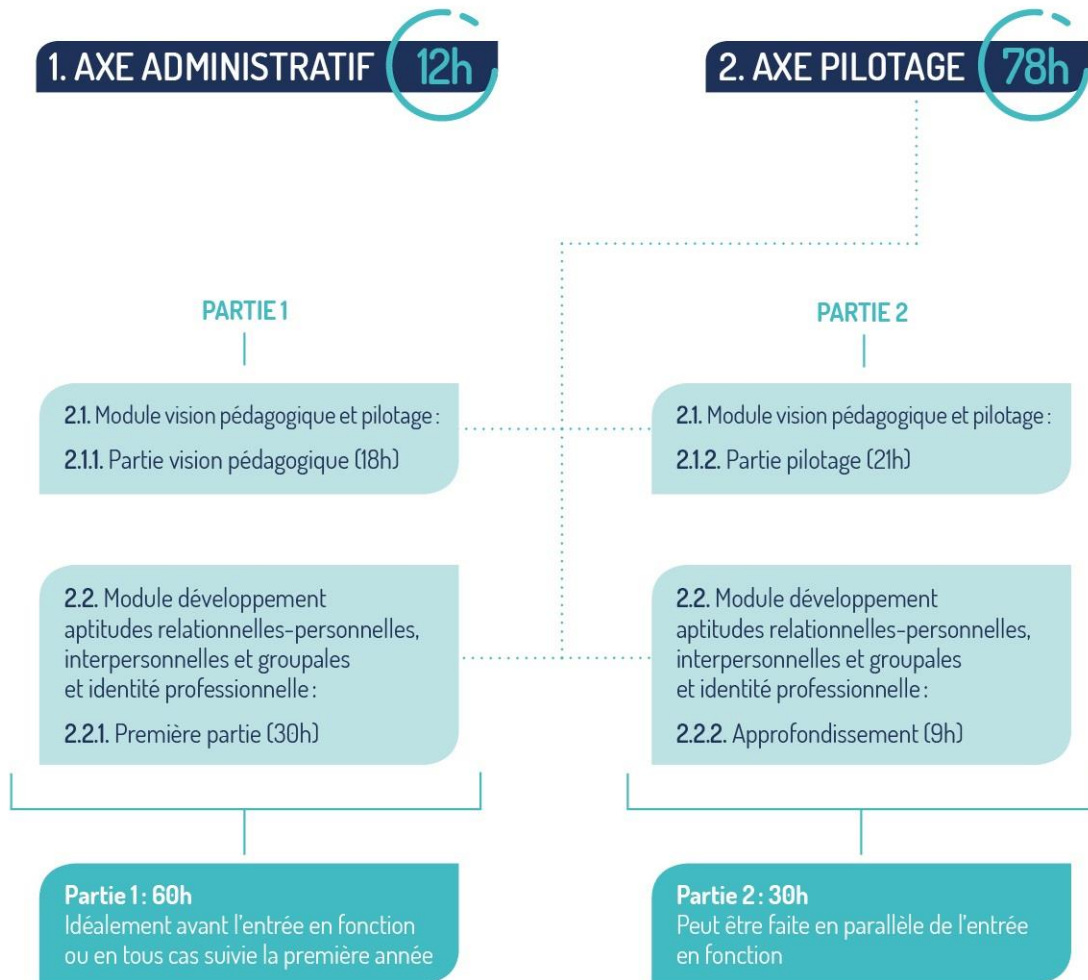 1. AXE ADMINISTRATIF 12h
2. AXE PILOTAGE 78h
PARTIE 1
2.1. Module vision pédagogique et pilotage :
2.1.1. Partie vision pédagogique (18h)
2.2. Module développement
aptitudes relationnelles-personnelles,
interpersonnelles et groupales
et identité professionnelle :
2.2.1. Première partie (30h)
Partie 1 : 60h
Idéalement avant l'entrée en fonction
ou en tous cas suivie la première année
PARTIE 2
2.1. Module vision pédagogique et pilotage :
2.1.2. Partie pilotage (21h)
2.2. Module développement
aptitudes relationnelles-personnelles,
interpersonnelles et groupales
et identité professionnelle :
2.2.2. Approfondissement (9h)
Partie 2 : 30h
Peut être faite en parallèle de l'entrée
en fonction